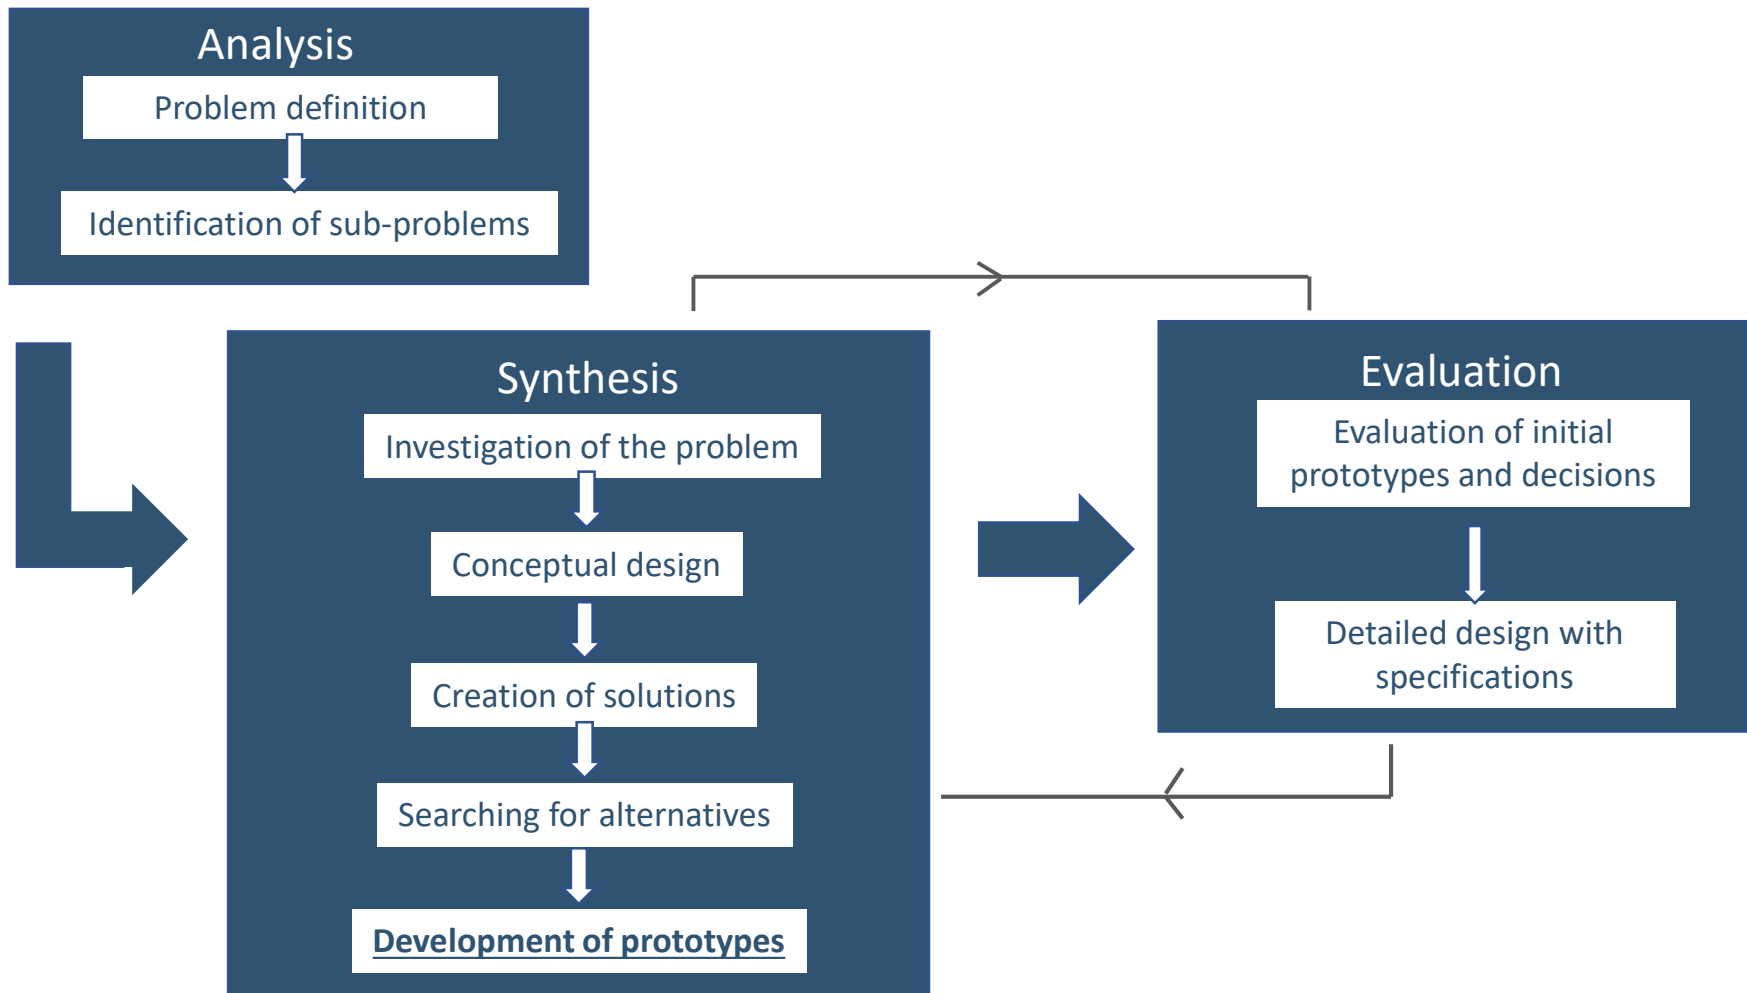 Analysis
Problem definition
Identification of sub-problems
Synthesis
Investigation of the problem
Conceptual design
Creation of solutions
Searching for alternatives
Development of prototypes
Evaluation
Evaluation of initial
prototypes and decisions
Detailed design with
specifications